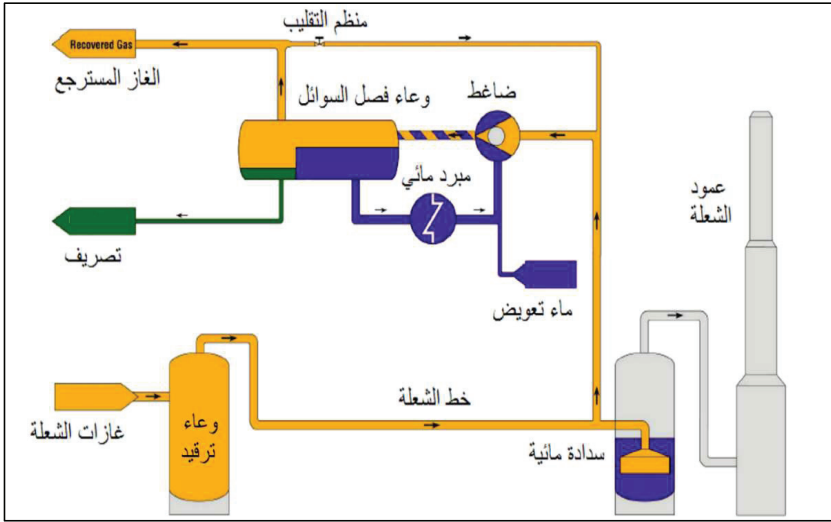 منظم التقليب
Recovered Gas
الغاز المسترجع
وعاء فصل السوائل
ضاغط
مبرد مائي
عمود
الشعلة
تصريف
ماء تعويض
خط الشعلة
غازات الشعلة
وعاء
ترقيد
سدادة مائية